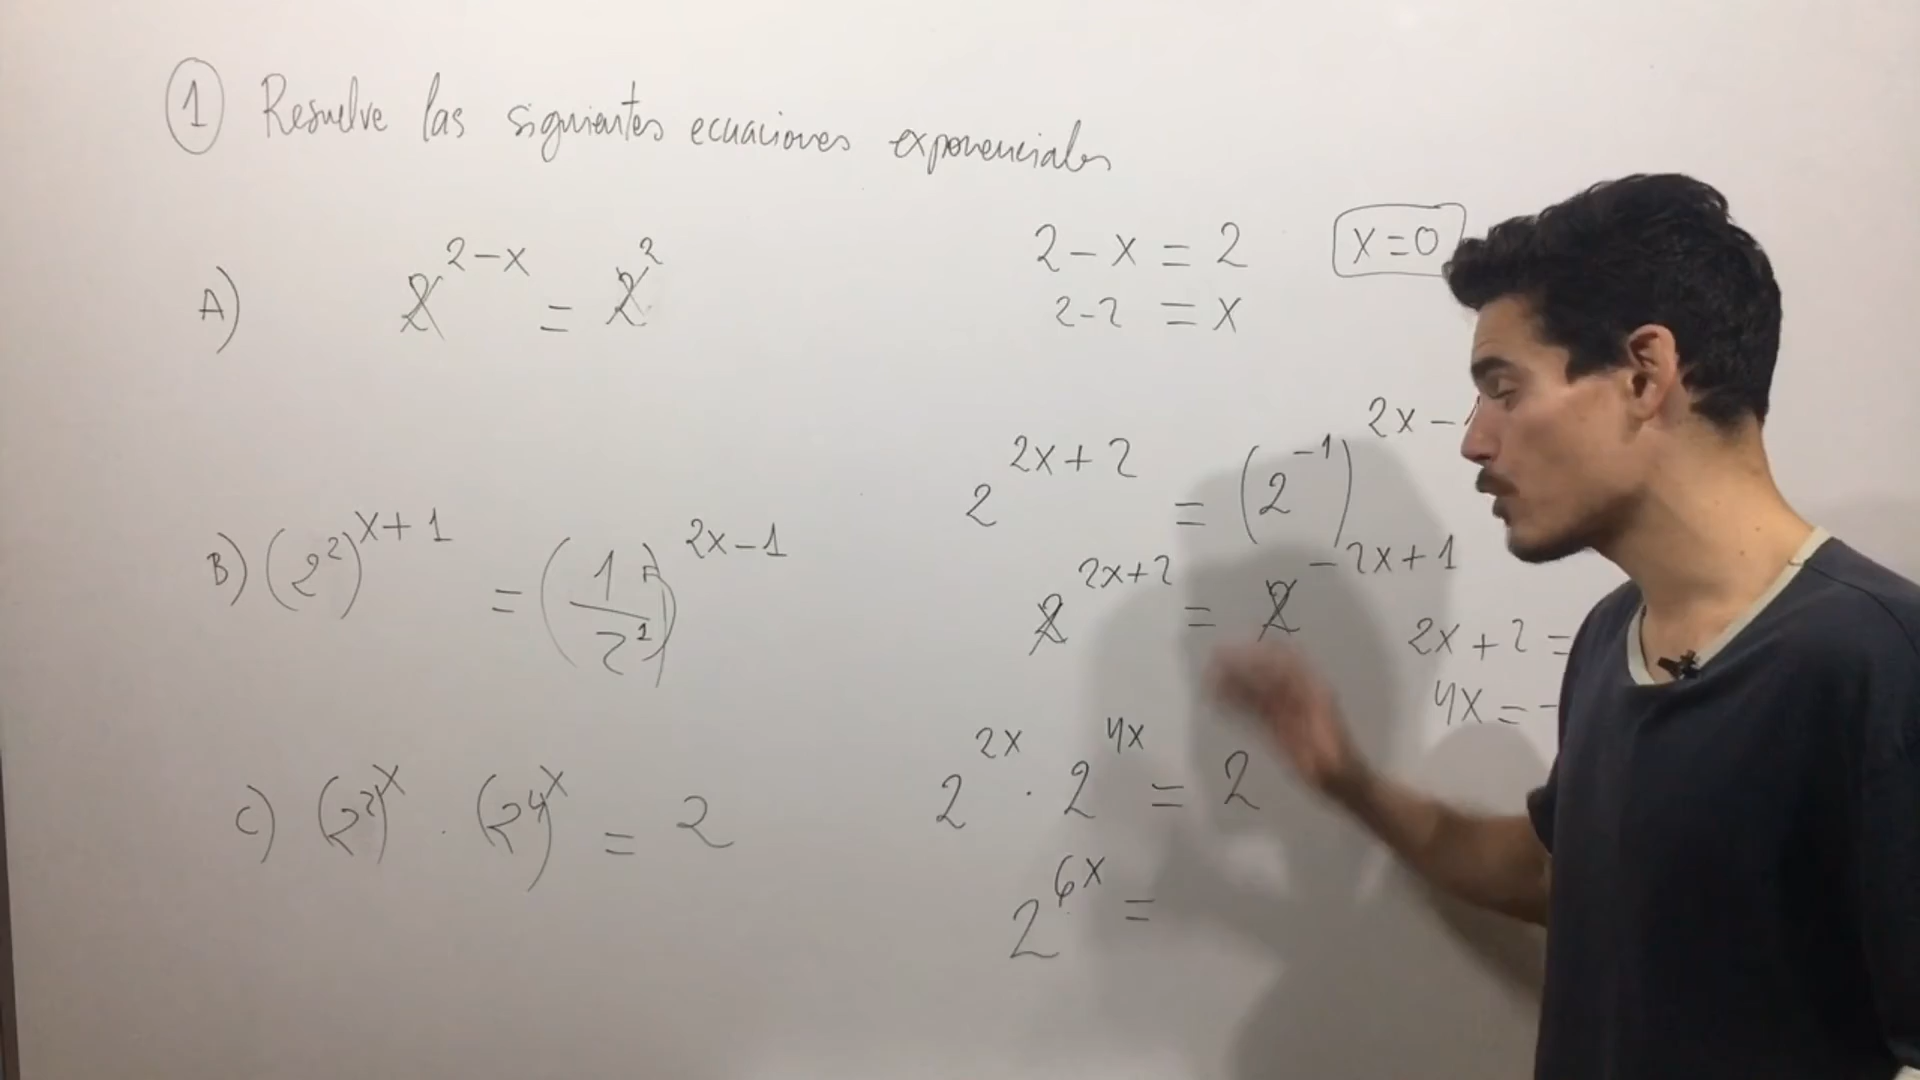 ① Resuelve las siguientes ecuaciones exponenciales
A) 2^{2-x} = 2^2
2-x = 2
x=0
2-2 = x
B) (2^2)^{x+1} = (1/2^1)^{2x-1}
2^{2x+2} = (2^{-1})^{2x-
2^{2x+2} = 2^{-2x+1}
2x+2 =
4x = -
C) (2^2)^x · (2^4)^x = 2
2^{2x} · 2^{4x} = 2
2^{6x} =